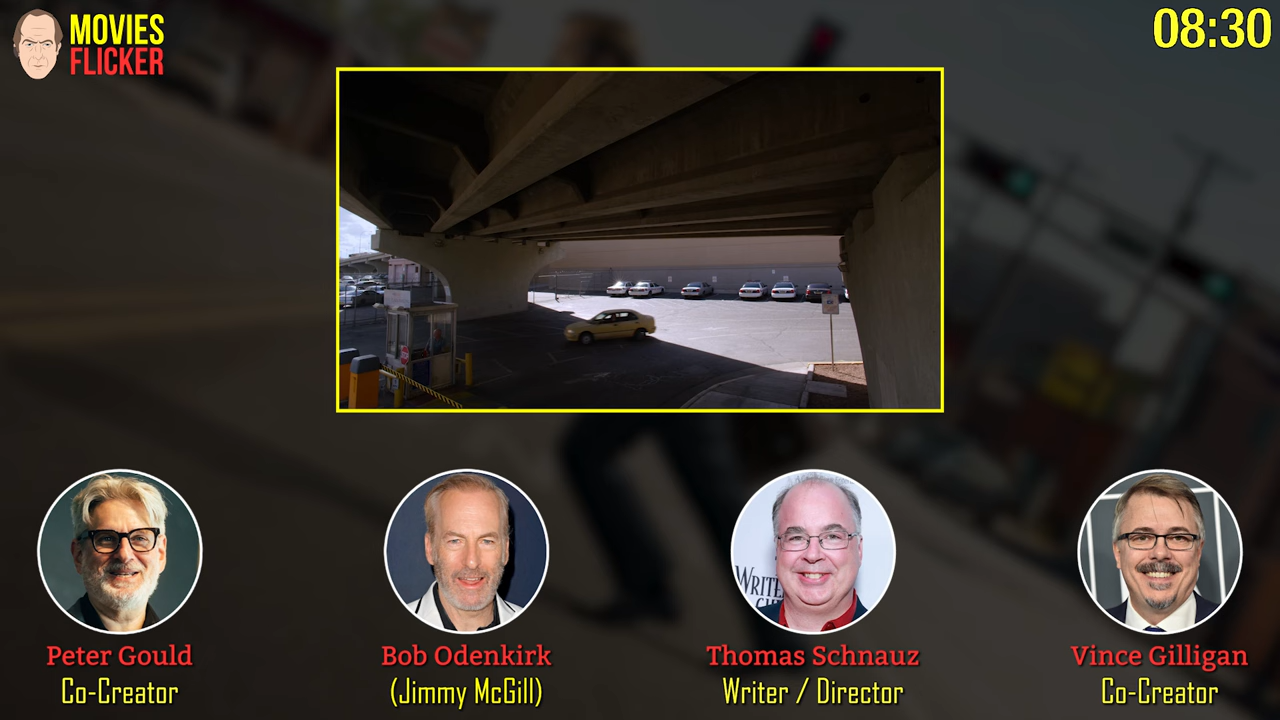 MOVIES
FLICKER
08:30
Peter Gould
Co-Creator
Bob Odenkirk
(Jimmy McGill)
Thomas Schnauz
Writer / Director
Vince Gilligan
Co-Creator